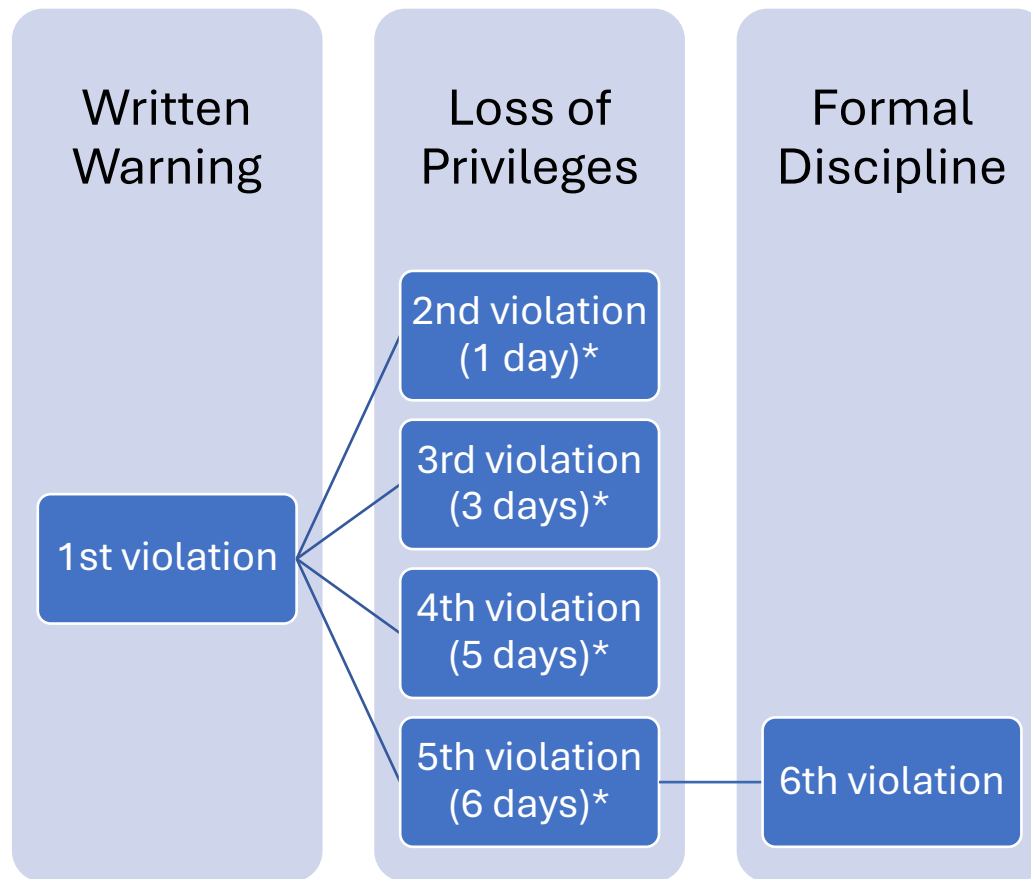 Written
Warning
1st violation
Loss of
Privileges
2nd violation
(1 day)*
3rd violation
(3 days)*
4th violation
(5 days)*
5th violation
(6 days)*
Formal
Discipline
6th violation